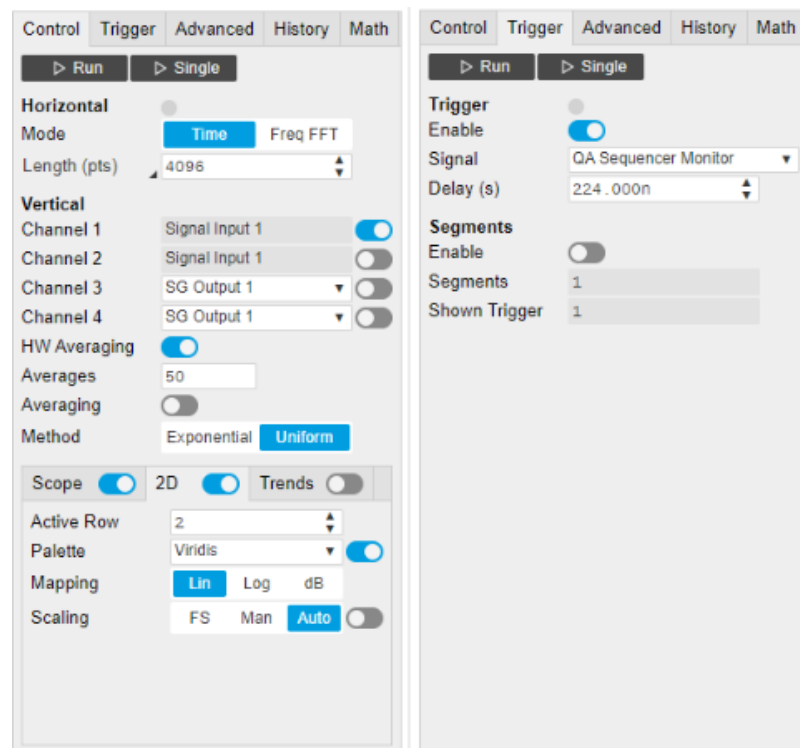 Control Trigger Advanced History Math
Run Single
Horizontal
Mode Time Freq FFT
Length (pts) 4096
Vertical
Channel 1 Signal Input 1
Channel 2 Signal Input 1
Channel 3 SG Output 1
Channel 4 SG Output 1
HW Averaging
Averages 50
Averaging
Method Exponential Uniform
Scope 2D Trends
Active Row 2
Palette Viridis
Mapping Lin Log dB
Scaling FS Man Auto
Control Trigger Advanced History Math
Run Single
Trigger
Enable
Signal QA Sequencer Monitor
Delay (s) 224.000n
Segments
Enable
Segments 1
Shown Trigger 1